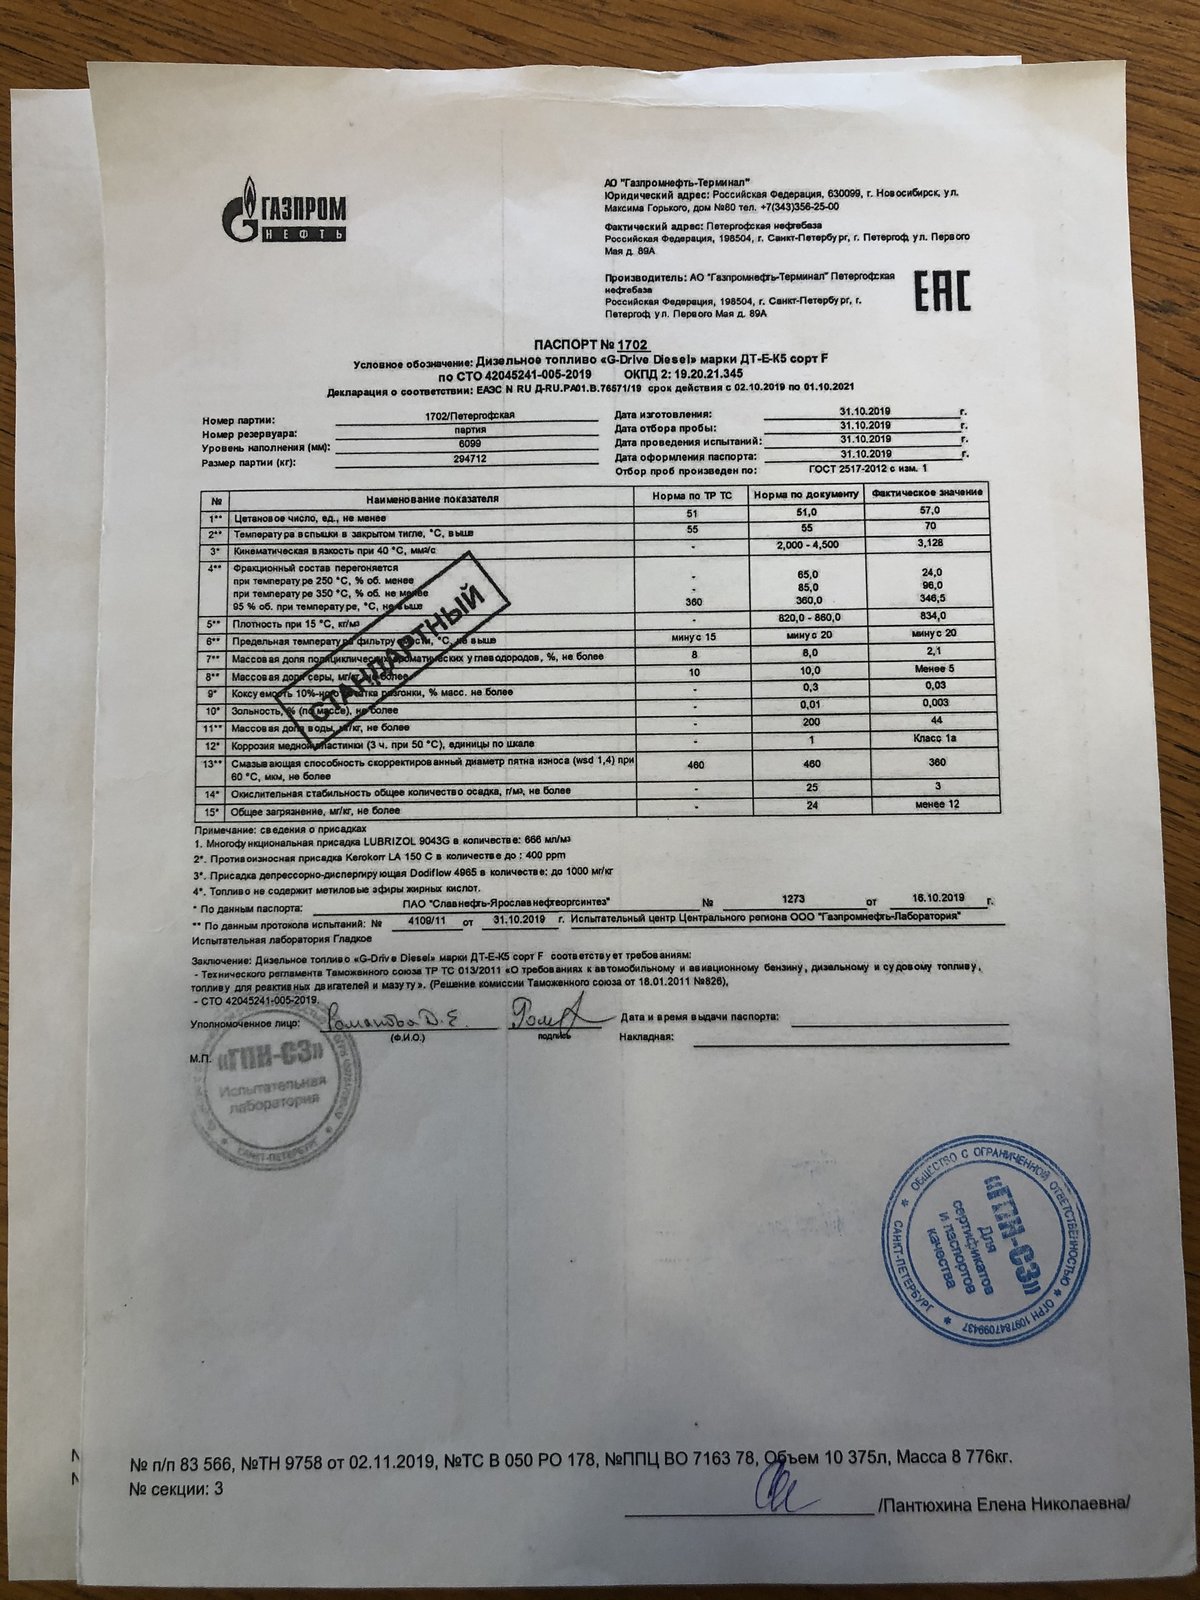 ГАЗПРОМ
НЕФТЬ
АО "Газпромнефть-Терминал"
Юридический адрес: Российская Федерация, 630099, г. Новосибирск, ул.
Максима Горького, дом №80 тел. +7(343)356-25-00
Фактический адрес: Петергофская нефтебаза
Российская Федерация, 198504, г. Санкт-Петербург, г. Петергоф, ул. Первого
Мая д. 89А
Производитель: АО "Газпромнефть-Терминал" Петергофская
нефтебаза
Российская Федерация, 198504, г. Санкт-Петербург, г.
Петергоф, ул. Первого Мая д. 89А
ЕАС
ПАСПОРТ № 1702
Условное обозначение: Дизельное топливо «G-Drive Diesel» марки ДТ-Е-К5 сорт F
по СТО 42045241-005-2019 ОКПД 2: 19.20.21.345
Декларация о соответствии: ЕАЭС N RU Д-RU.РА01.В.76571/19 срок действия с 02.10.2019 по 01.10.2021
Номер партии: 1702/Петергофская партия
Номер резервуара:
Уровень наполнения (мм): 6099
Размер партии (кг): 294712
Дата изготовления: 31.10.2019 г.
Дата отбора пробы: 31.10.2019 г.
Дата проведения испытаний: 31.10.2019 г.
Дата оформления паспорта: 31.10.2019 г.
Отбор проб произведен по: ГОСТ 2517-2012 с изм. 1
№ Наименование показателя Норма по ТР ТС Норма по документу Фактическое значение
1** Цетановое число, ед., не менее 51 51,0 57,0
2** Температура вспышки в закрытом тигле, °С, выше 55 55 70
3* Кинематическая вязкость при 40 °С, мм²/с - 2,000 - 4,500 3,128
4** Фракционный состав перегоняется
при температуре 250 °С, % об. менее - 65,0 24,0
при температуре 350 °С, % об. не менее - 85,0 96,0
95 % об. при температуре, °С, не выше 360 360,0 346,5
5** Плотность при 15 °С, кг/м³ - 820,0 - 860,0 834,0
6** Предельная температура фильтруемости, °С, не выше минус 15 минус 20 минус 20
7** Массовая доля полициклических ароматических углеводородов, %, не более 8 8,0 2,1
8** Массовая доля серы, мг/кг, не более 10 10,0 Менее 5
9* Коксуемость 10%-ного остатка разгонки, % масс. не более - 0,3 0,03
10* Зольность, % (по массе), не более - 0,01 0,003
11** Массовая доля воды, мг/кг, не более - 200 44
12* Коррозия медной пластинки (3 ч. при 50 °С), единицы по шкале - 1 Класс 1а
13** Смазывающая способность скорректированный диаметр пятна износа (wsd 1,4) при
60 °С, мкм, не более 460 460 360
14* Окислительная стабильность общее количество осадка, г/м³, не более - 25 3
15* Общее загрязнение, мг/кг, не более - 24 менее 12
СТАНДАРТНЫЙ
Примечание: сведения о присадках
1. Многофункциональная присадка LUBRIZOL 9043G в количестве: 666 мл/м³
2*. Противоизносная присадка Kerokorr LA 150 C в количестве до : 400 ppm
3*. Присадка депрессорно-диспергирующая Dodiflow 4965 в количестве: до 1000 мг/кг
4*. Топливо не содержит метиловые эфиры жирных кислот.
* По данным паспорта: ПАО "Славнефть-Ярославнефтеоргсинтез" № 1273 от 16.10.2019 г.
** По данным протокола испытаний: № 4109/11 от 31.10.2019 г. Испытательный центр Центрального региона ООО "Газпромнефть-Лаборатория"
Испытательная лаборатория Гладкое
Заключение: Дизельное топливо «G-Drive Diesel» марки ДТ-Е-К5 сорт F соответствует требованиям:
- Технического регламента Таможенного союза ТР ТС 013/2011 «О требованиях к автомобильному и авиационному бензину, дизельному и судовому топливу,
топливу для реактивных двигателей и мазуту». (Решение комиссии Таможенного союза от 18.01.2011 №826),
- СТО 42045241-005-2019.
Уполномоченное лицо: Романова Д.Е. Дата и время выдачи паспорта:
(Ф.И.О.) подпись Накладная:
М.П.
«ГПН-СЗ»
Испытательная
лаборатория
САНКТ-ПЕТЕРБУРГ
ОБЩЕСТВО С ОГРАНИЧЕННОЙ ОТВЕТСТВЕННОСТЬЮ * ОГРН 1097847099437 * САНКТ-ПЕТЕРБУРГ *
«ГПН-СЗ»
Для
сертификатов
и паспортов
качества
№ п/п 83 566, №ТН 9758 от 02.11.2019, №ТС В 050 РО 178, №ППЦ ВО 7163 78, Объем 10 375л, Масса 8 776кг.
№ секции: 3
/Пантюхина Елена Николаевна/